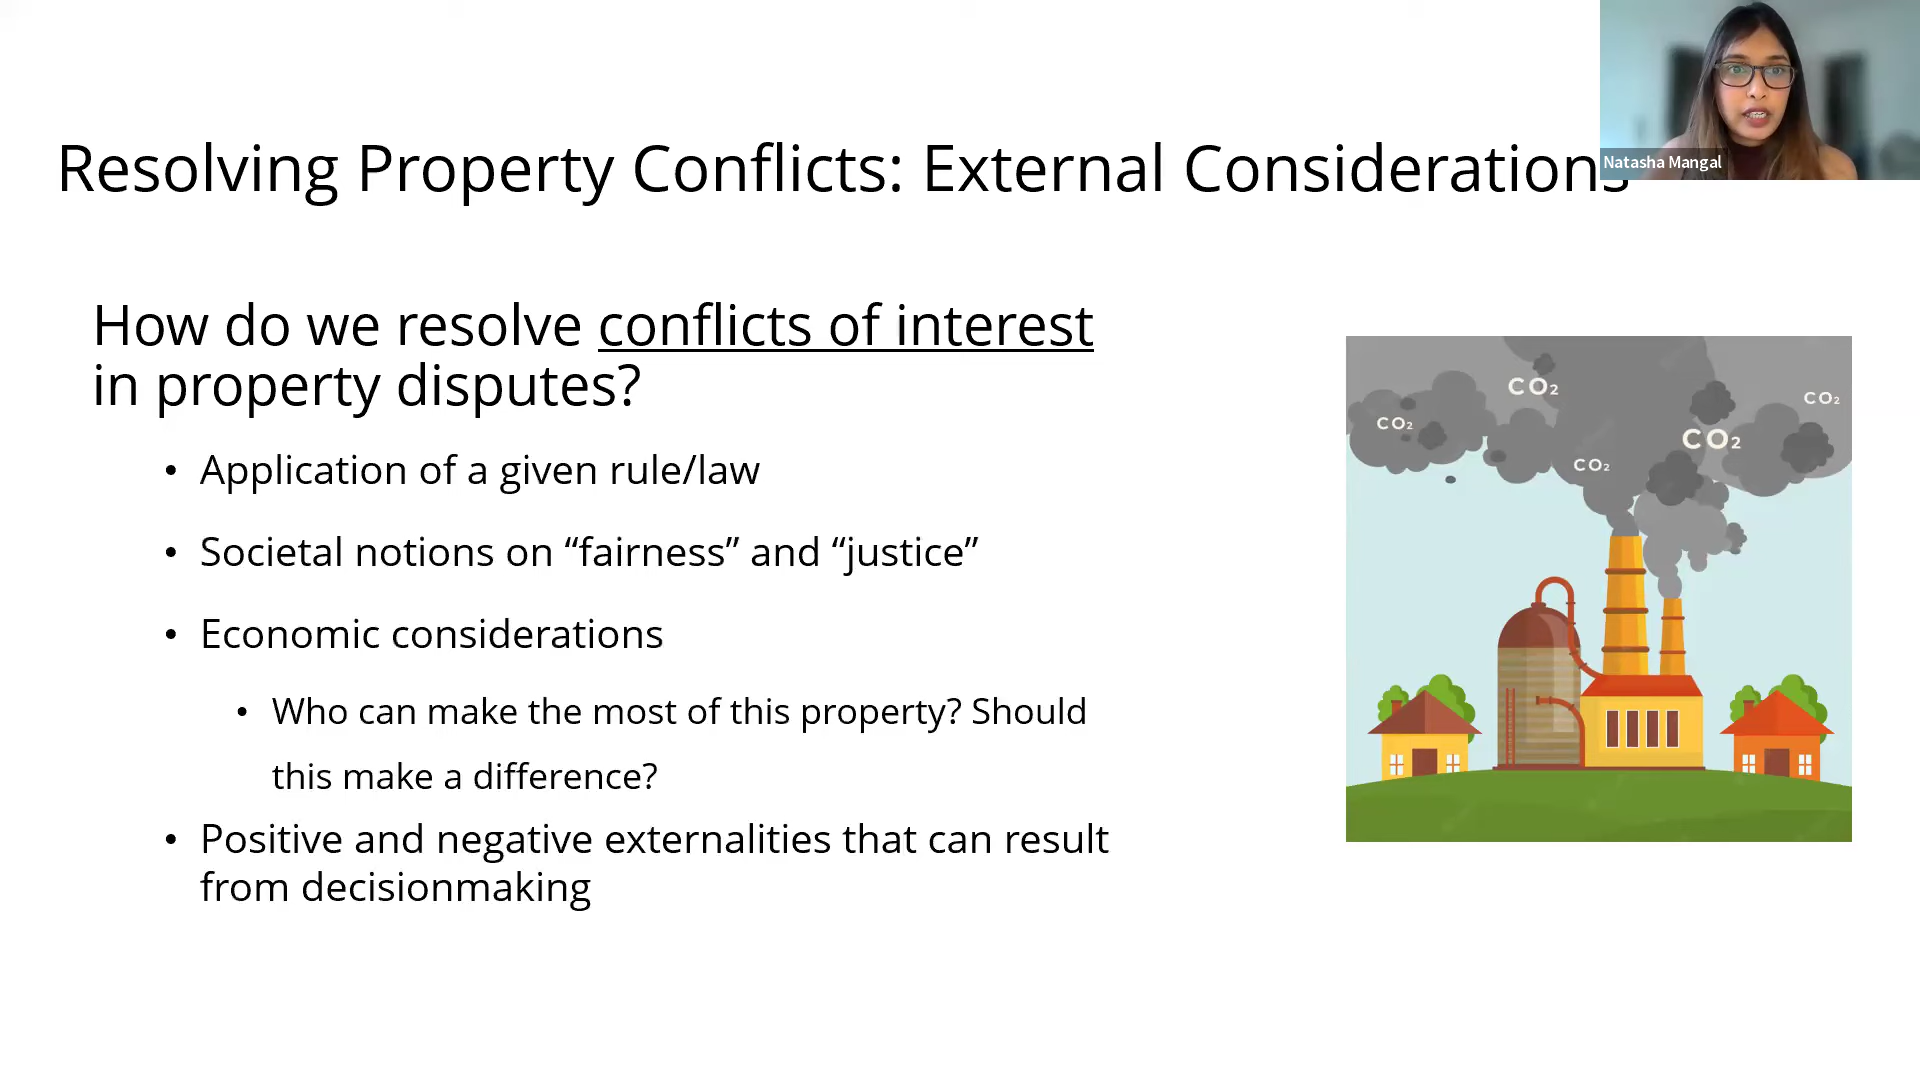 Natasha Mangal
Resolving Property Conflicts: External Considerations
How do we resolve conflicts of interest
in property disputes?
• Application of a given rule/law
• Societal notions on “fairness” and “justice”
• Economic considerations
• Who can make the most of this property? Should
this make a difference?
• Positive and negative externalities that can result
from decisionmaking
CO₂
CO₂
CO₂
CO₂
CO₂